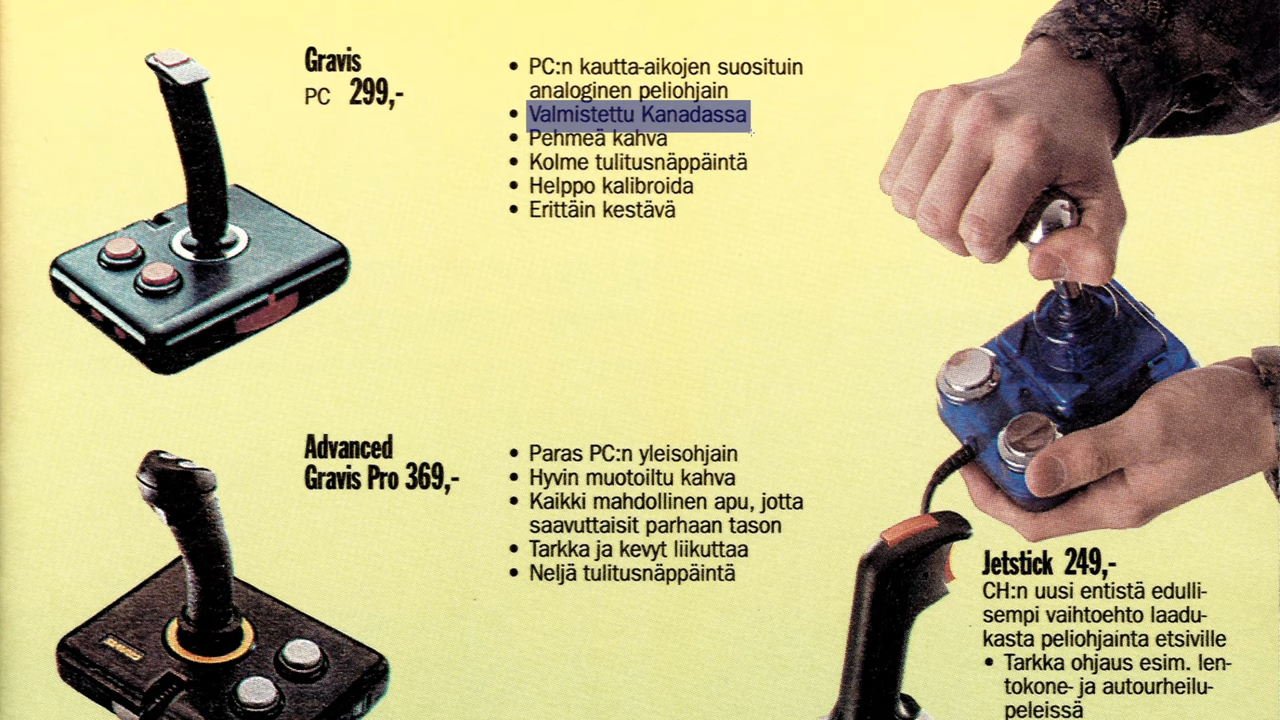 Gravis
PC 299,-
• PC:n kautta-aikojen suosituin
analoginen peliohjain
• Valmistettu Kanadassa
• Pehmeä kahva
• Kolme tulitusnäppäintä
• Helppo kalibroida
• Erittäin kestävä
Advanced
Gravis Pro 369,-
• Paras PC:n yleisohjain
• Hyvin muotoiltu kahva
• Kaikki mahdollinen apu, jotta
saavuttaisit parhaan tason
• Tarkka ja kevyt liikuttaa
• Neljä tulitusnäppäintä
Jetstick 249,-
CH:n uusi entistä edulli-
sempi vaihtoehto laadu-
kasta peliohjainta etsiville
• Tarkka ohjaus esim. len-
tokone- ja autourheilu-
peleissä